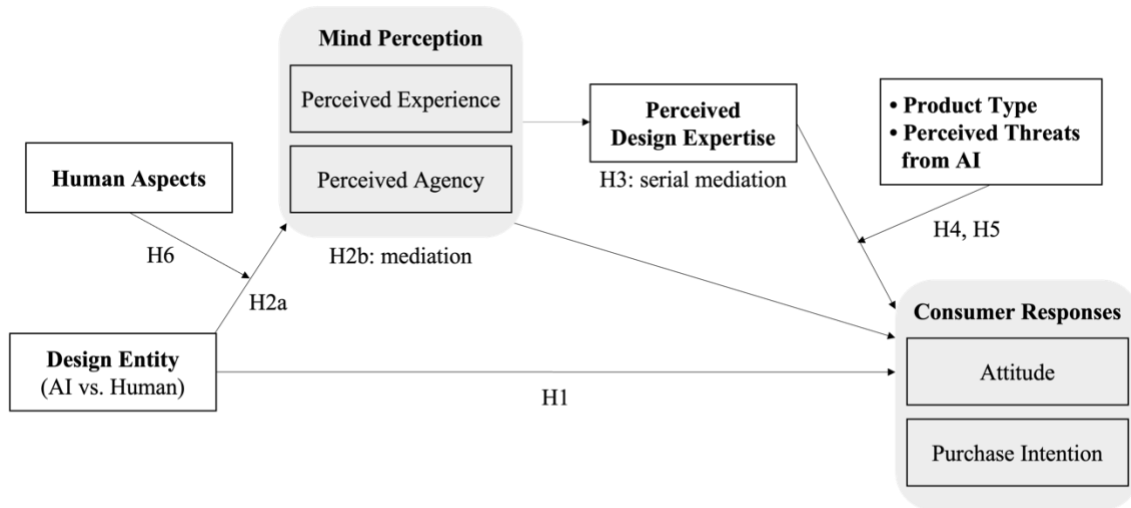 Mind Perception
Perceived Experience
Perceived Agency
H2b: mediation
Perceived
Design Expertise
H3: serial mediation
• Product Type
• Perceived Threats
from AI
H4, H5
Human Aspects
H6
H2a
Design Entity
(AI vs. Human)
H1
Consumer Responses
Attitude
Purchase Intention